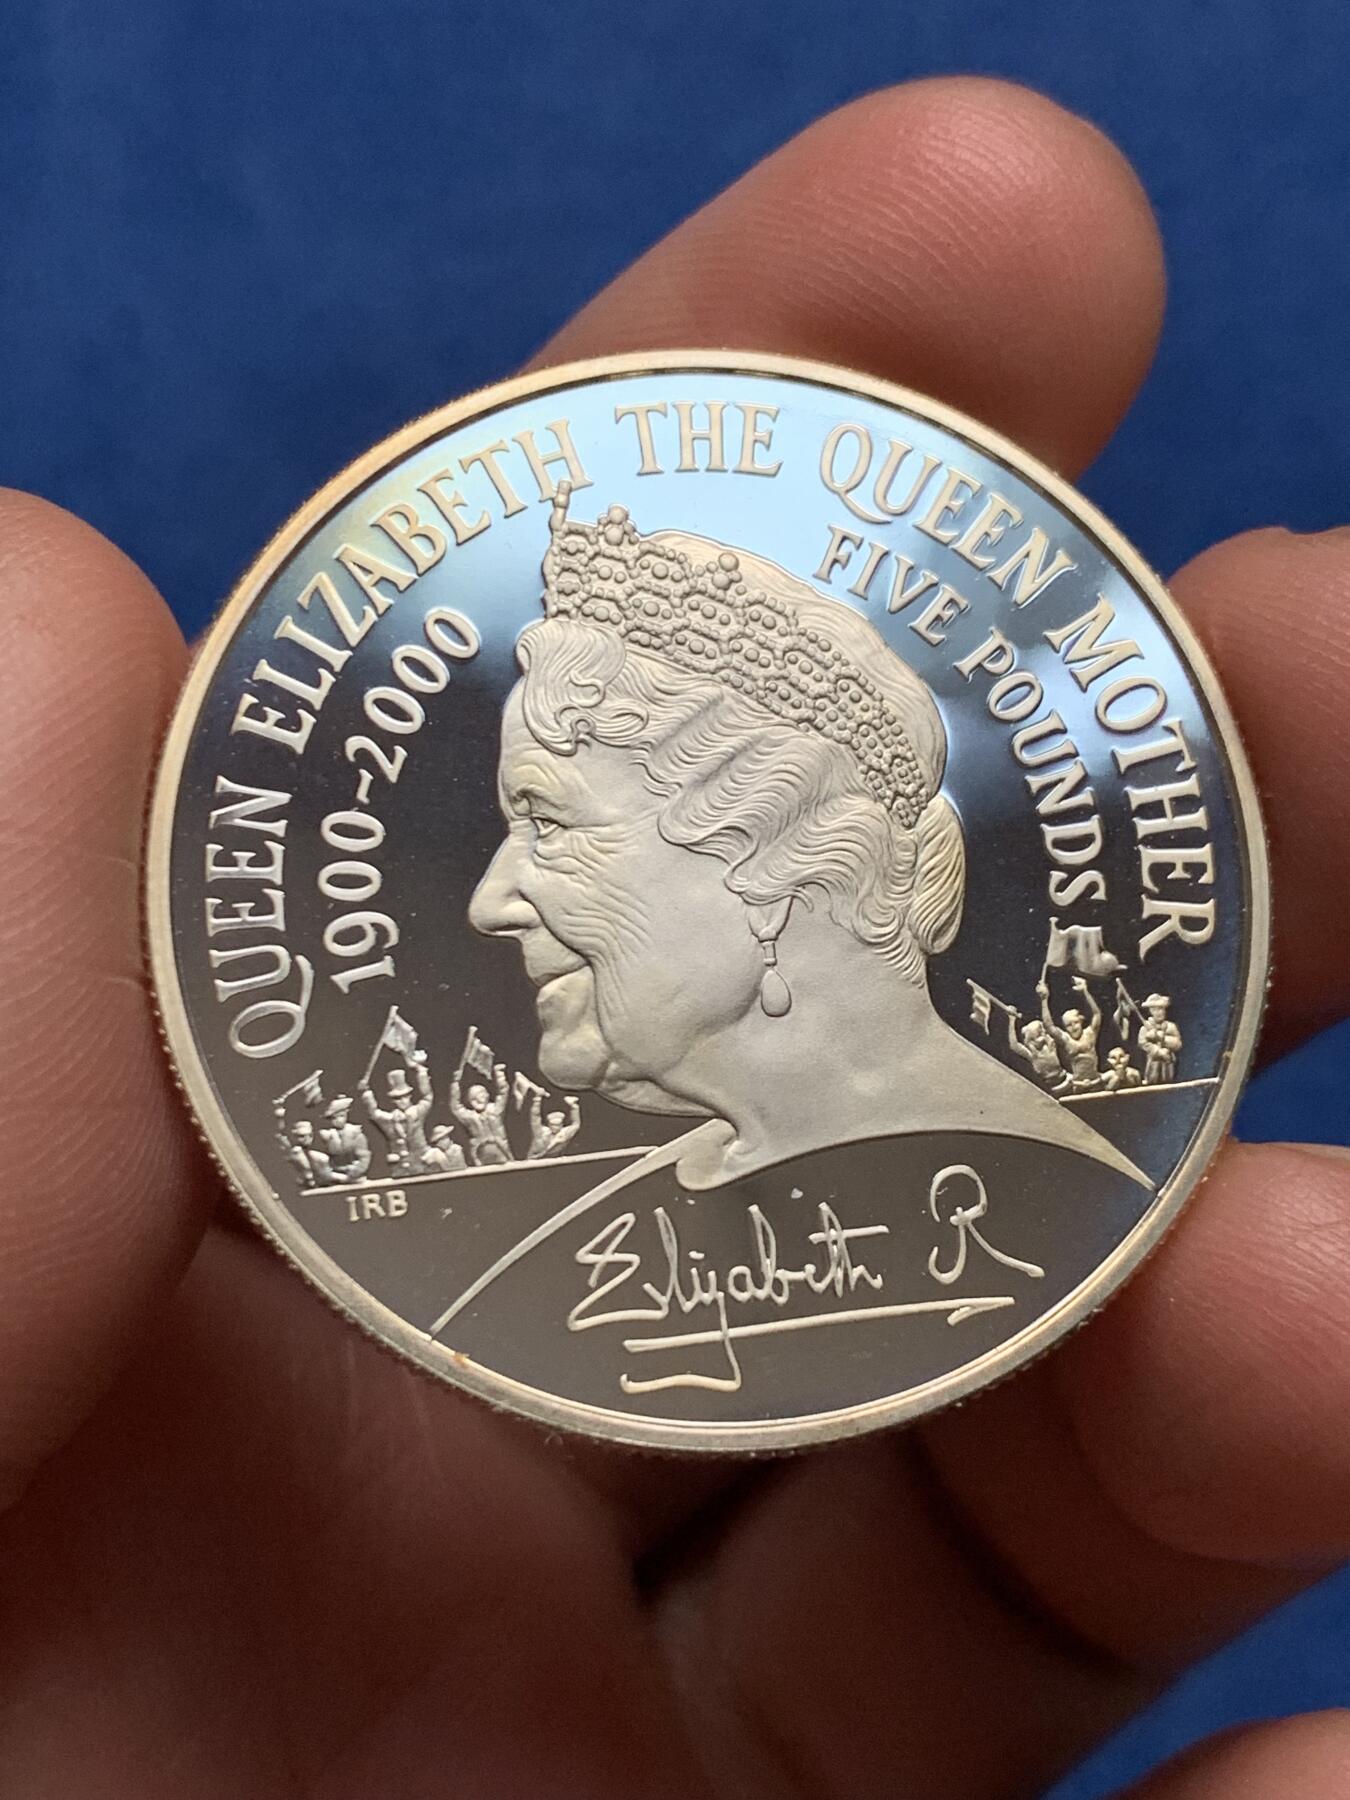 QUEEN ELIZABETH THE QUEEN MOTHER
1900~2000
FIVE POUNDS
IRB
Elizabeth R